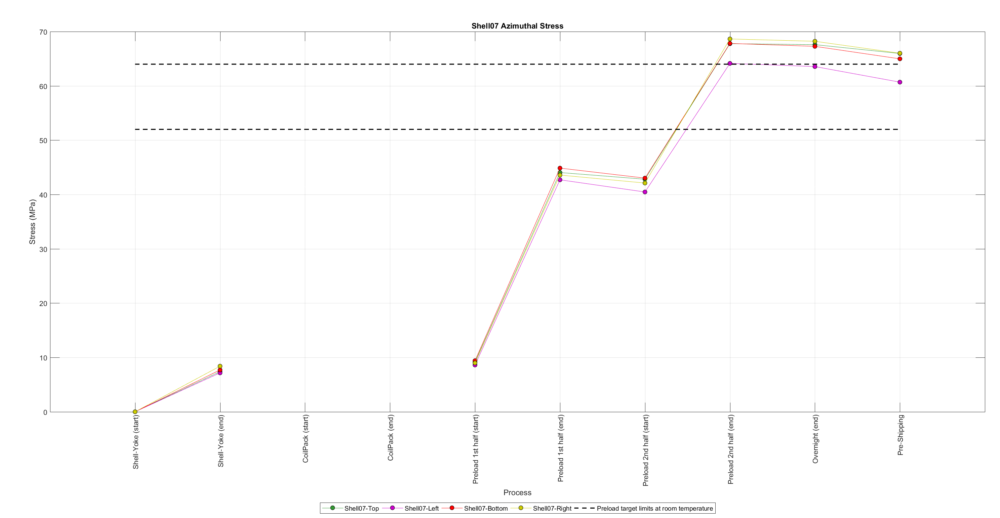 Shell07 Azimuthal Stress
70
60
50
40
30
20
10
0
Stress (MPa)
Shell-Yoke (start)
Shell-Yoke (end)
CoilPack (start)
CoilPack (end)
Preload 1st half (start)
Preload 1st half (end)
Preload 2nd half (start)
Preload 2nd half (end)
Overnight (end)
Pre-Shipping
Process
Shell07-Top Shell07-Left Shell07-Bottom Shell07-Right Preload target limits at room temperature